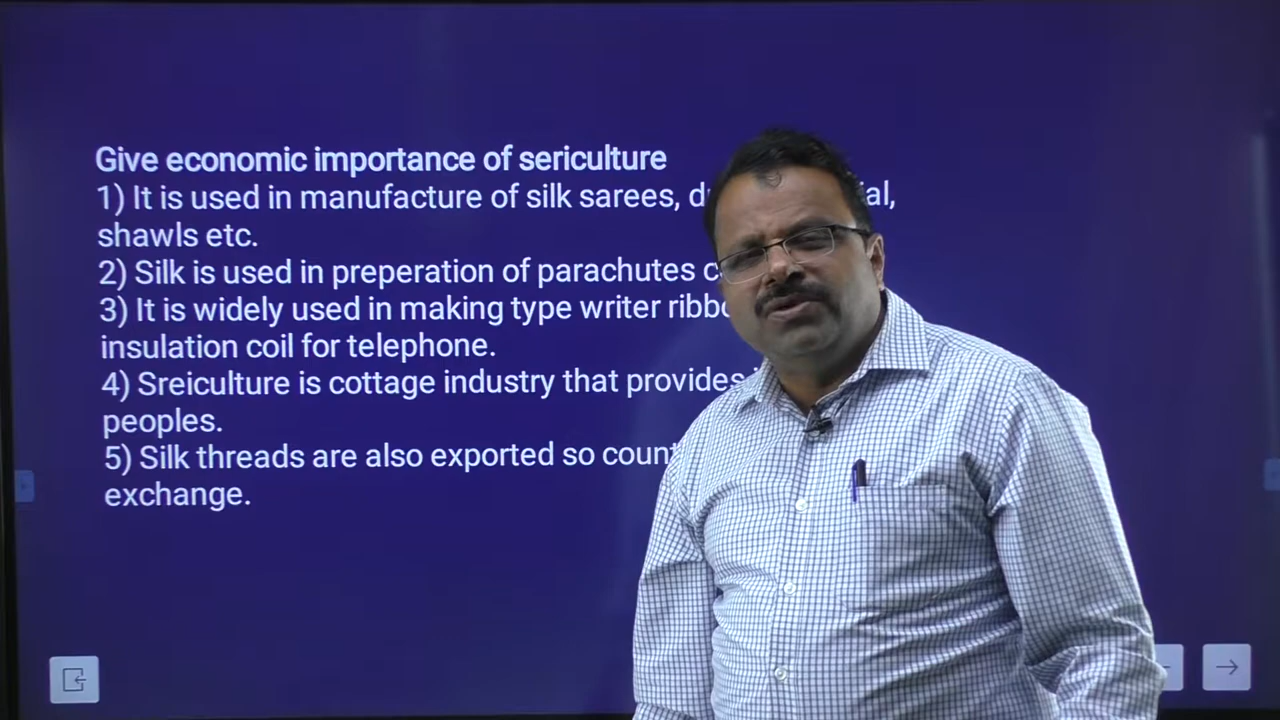 Give economic importance of sericulture
1) It is used in manufacture of silk sarees,
shawls etc.
2) Silk is used in preperation of parachutes
3) It is widely used in making type writer
insulation coil for telephone.
4) Sreiculture is cottage industry that provides
peoples.
5) Silk threads are also exported so
exchange.